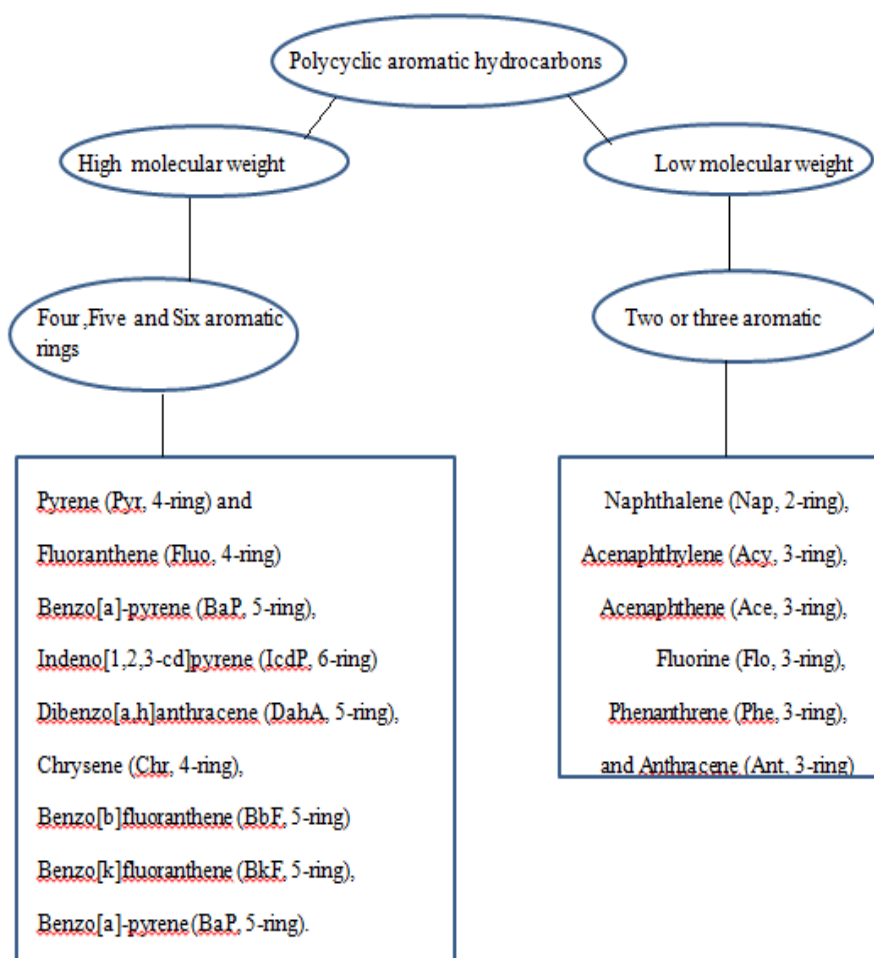 Polycyclic aromatic hydrocarbons
High molecular weight
Low molecular weight
Four ,Five and Six aromatic
rings
Two or three aromatic
Pyrene (Pyr, 4-ring) and
Fluoranthene (Fluo, 4-ring)
Benzo[a]-pyrene (BaP, 5-ring),
Indeno[1,2,3-cd]pyrene (IcdP, 6-ring)
Dibenzo[a,h]anthracene (DahA, 5-ring),
Chrysene (Chr, 4-ring),
Benzo[b]fluoranthene (BbF, 5-ring)
Benzo[k]fluoranthene (BkF, 5-ring),
Benzo[a]-pyrene (BaP, 5-ring).
Naphthalene (Nap, 2-ring),
Acenaphthylene (Acy, 3-ring),
Acenaphthene (Ace, 3-ring),
Fluorine (Flo, 3-ring),
Phenanthrene (Phe, 3-ring),
and Anthracene (Ant, 3-ring)